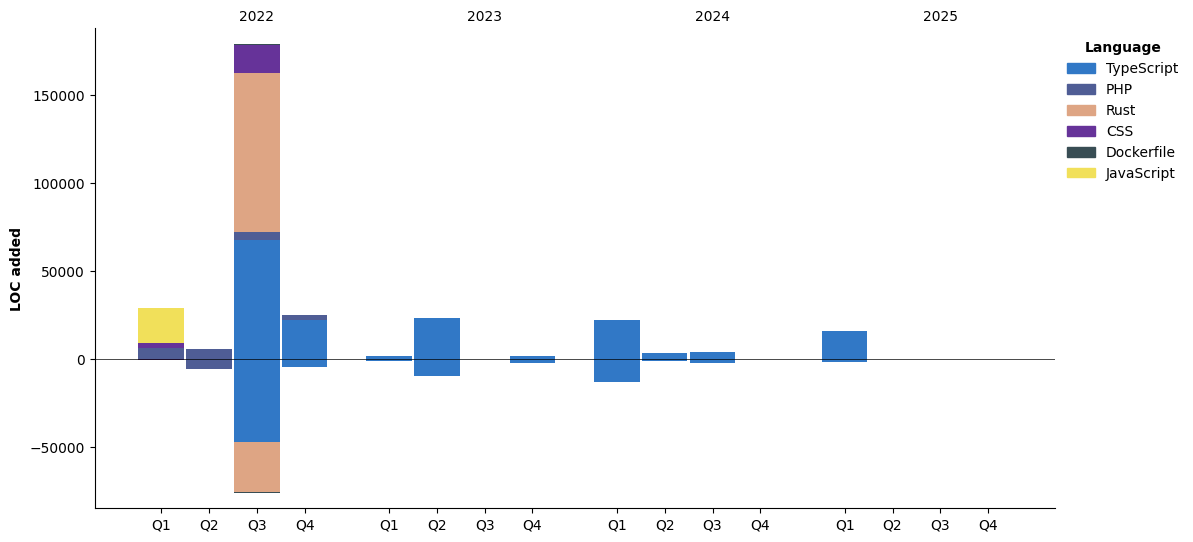 2022 2023 2024 2025
Language
TypeScript
PHP
Rust
CSS
Dockerfile
JavaScript
LOC added
150000
100000
50000
0
−50000
Q1 Q2 Q3 Q4 Q1 Q2 Q3 Q4 Q1 Q2 Q3 Q4 Q1 Q2 Q3 Q4